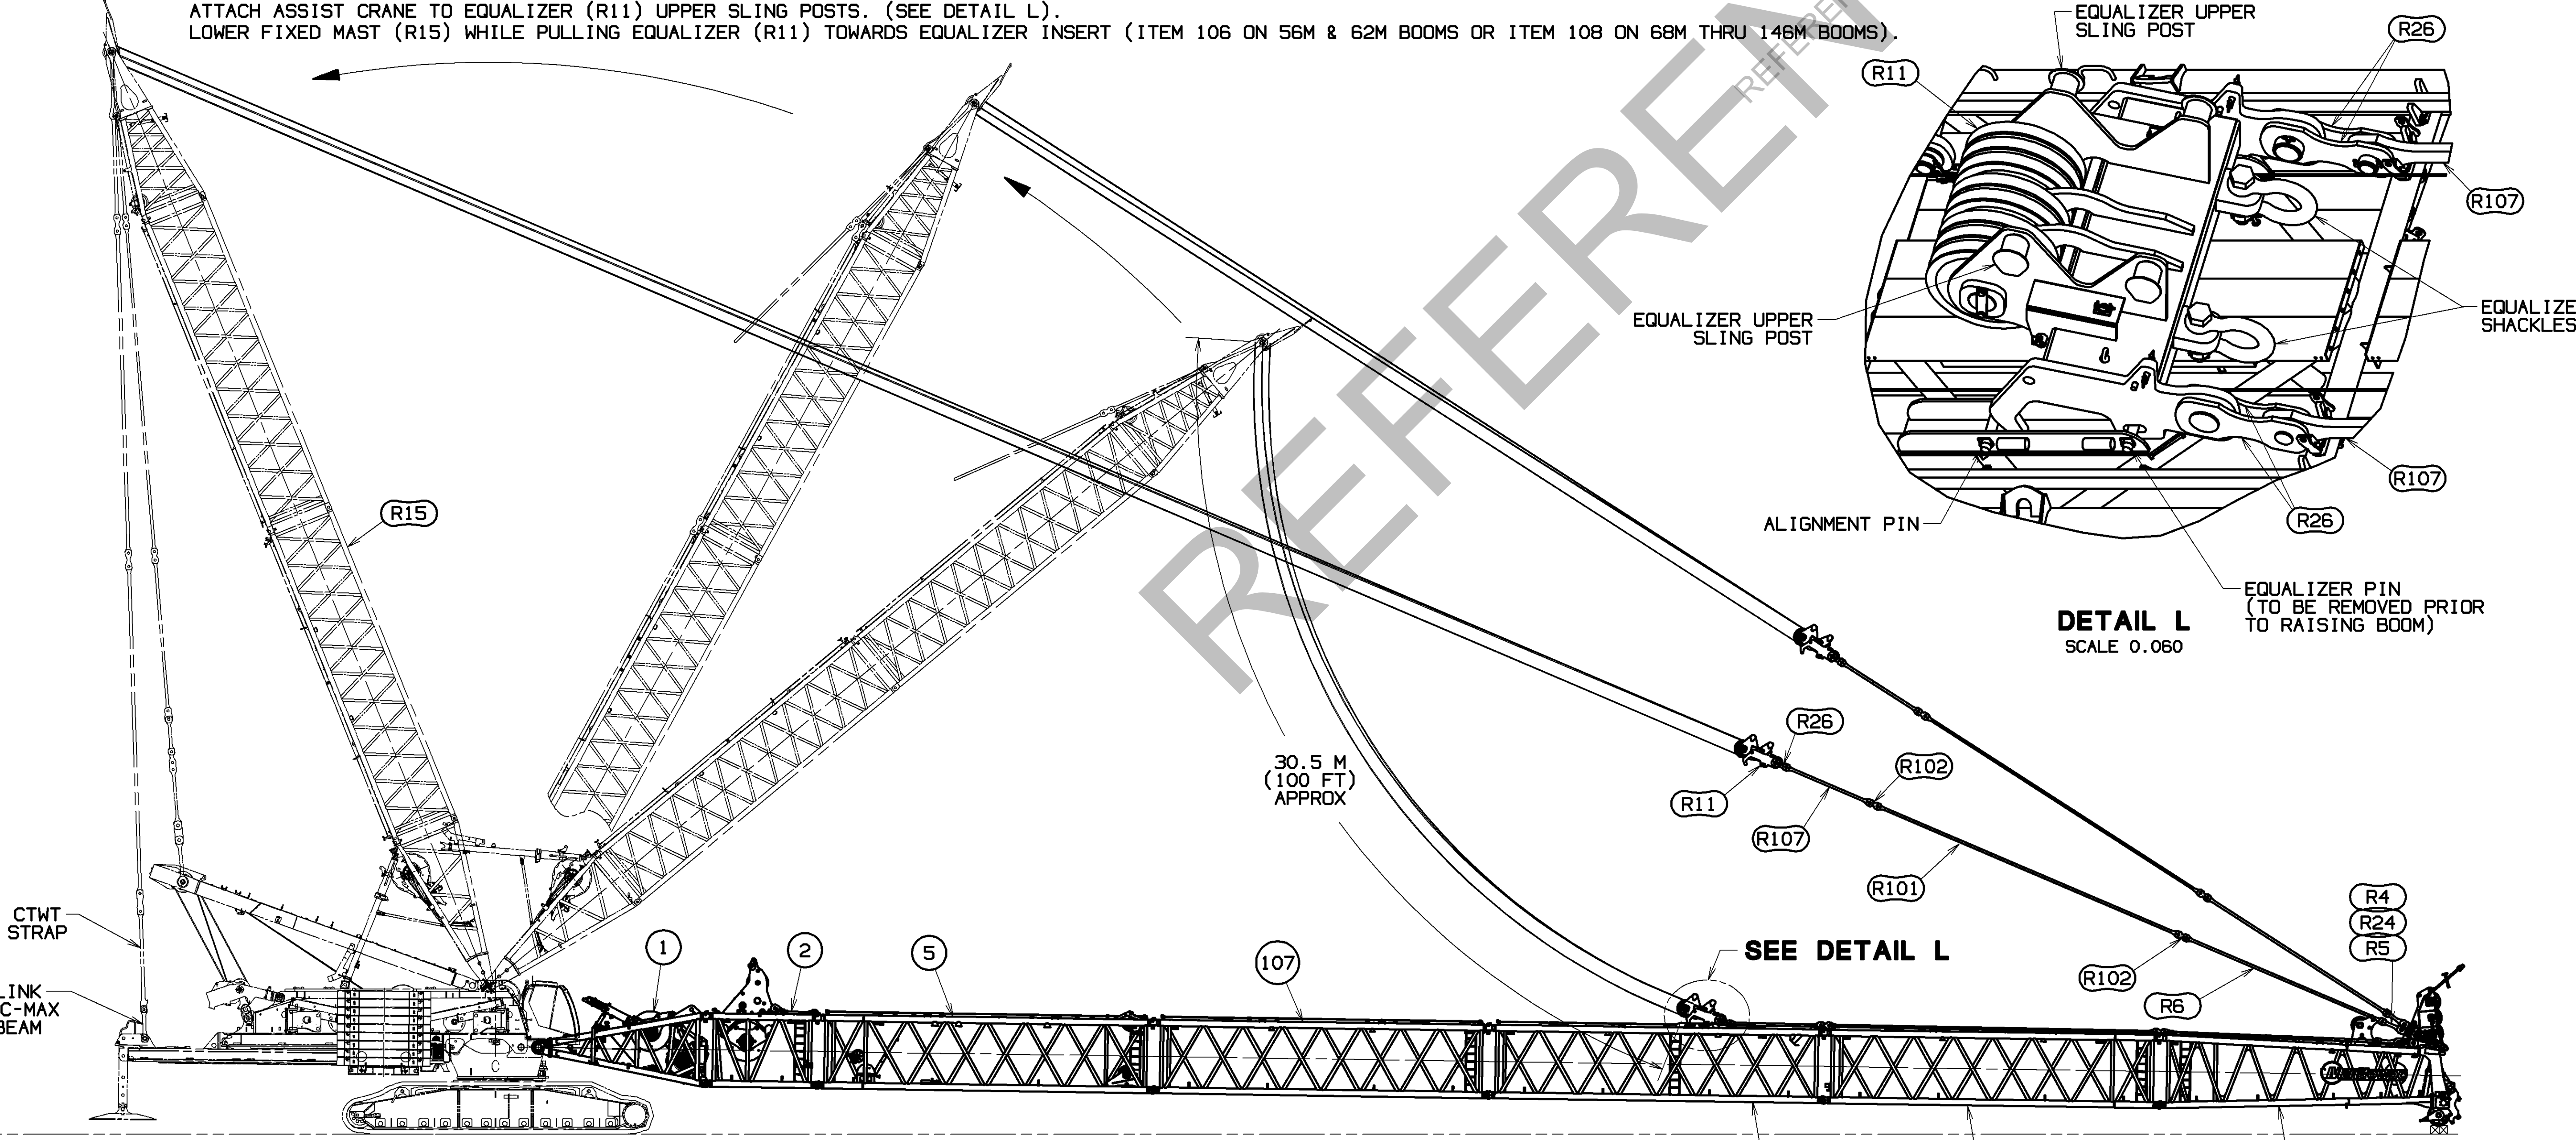 ATTACH ASSIST CRANE TO EQUALIZER (R11) UPPER SLING POSTS. (SEE DETAIL L).
LOWER FIXED MAST (R15) WHILE PULLING EQUALIZER (R11) TOWARDS EQUALIZER INSERT (ITEM 106 ON 56M & 62M BOOMS OR ITEM 108 ON 68M THRU 146M BOOMS).
EQUALIZER UPPER
SLING POST
R26
R11
R107
EQUALIZER UPPER
SLING POST
EQUALIZE
SHACKLES
R107
R26
ALIGNMENT PIN
EQUALIZER PIN
(TO BE REMOVED PRIOR
TO RAISING BOOM)
DETAIL L
SCALE 0.060
REFEREN
REFEREN
R15
30.5 M
(100 FT)
APPROX
R26
R102
R11
R107
R101
R102
R6
R4
R24
R5
CTWT
STRAP
LINK
C-MAX
BEAM
1
2
5
107
SEE DETAIL L
C